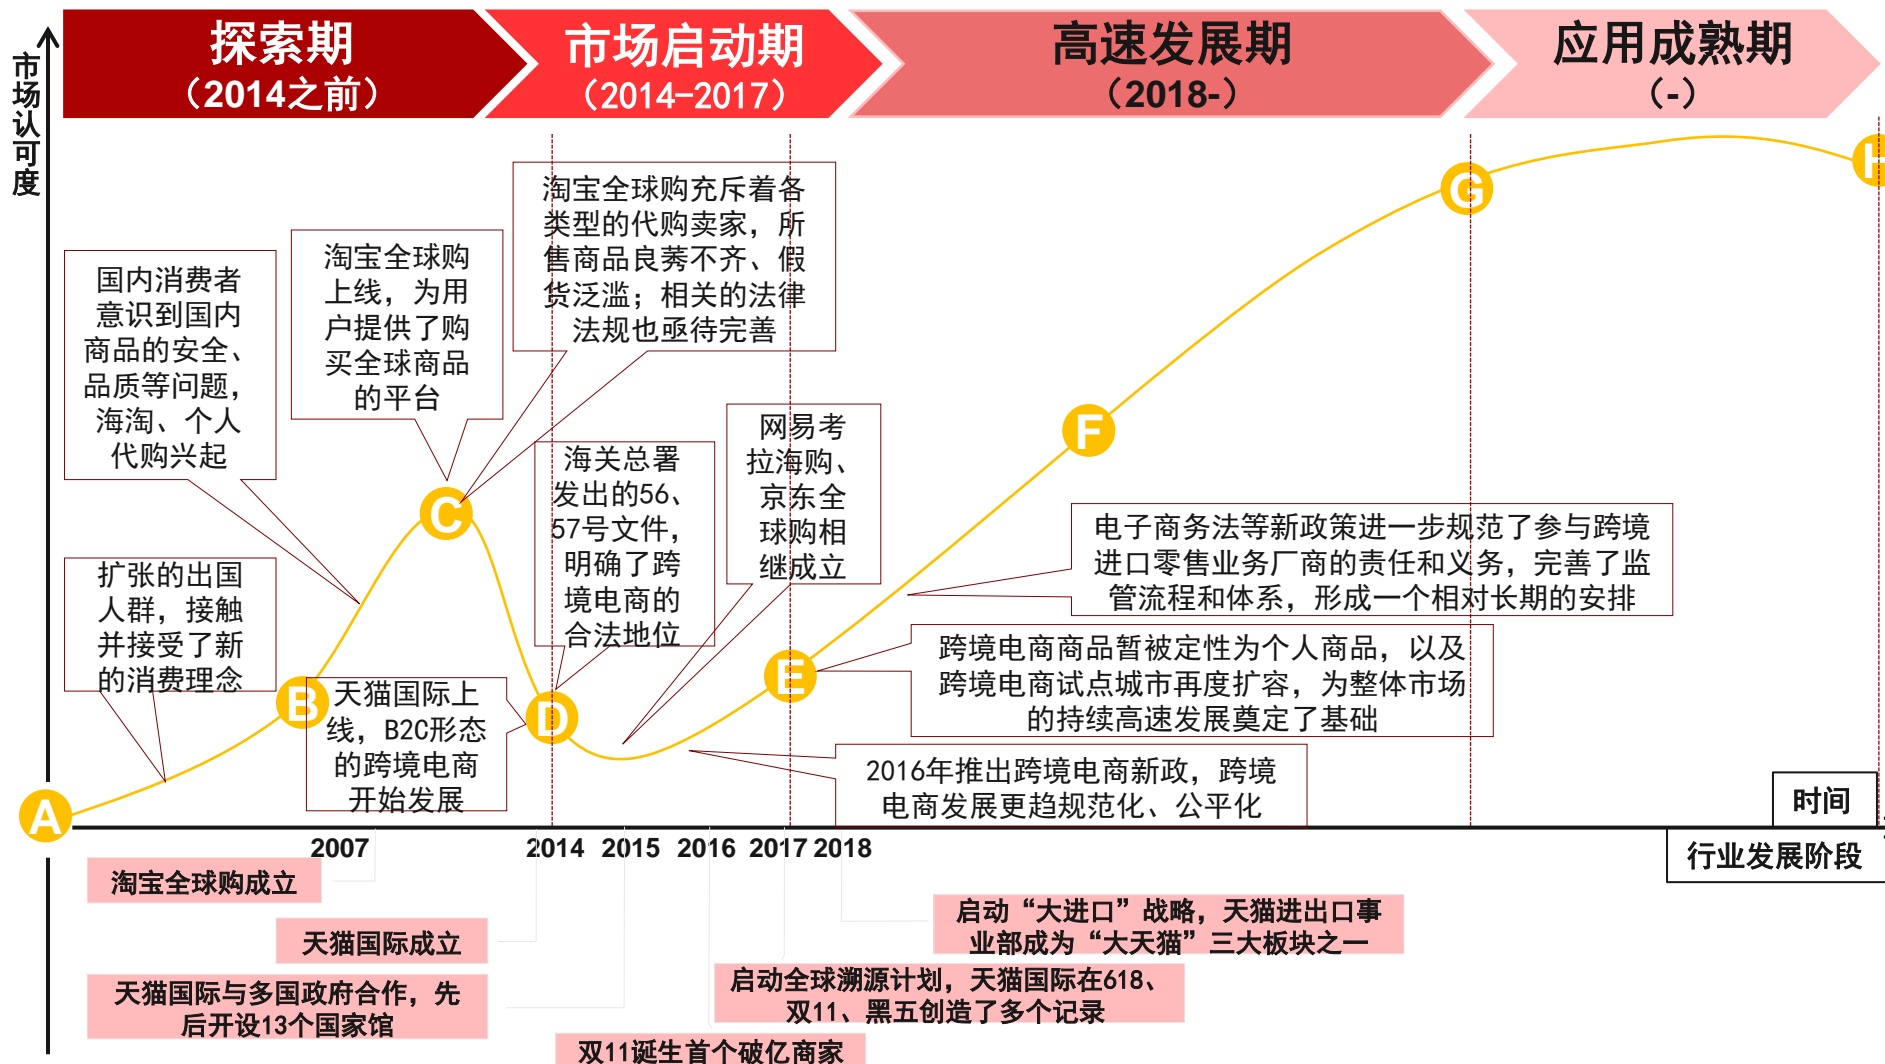 探索期
（2014之前）
市场启动期
（2014-2017）
高速发展期
（2018-）
应用成熟期
（-）
市场认可度
国内消费者
意识到国内
商品的安全、
品质等问题，
海淘、个人
代购兴起
淘宝全球购
上线，为用
户提供了购
买全球商品
的平台
淘宝全球购充斥着各
类型的代购卖家，所
售商品良莠不齐、假
货泛滥；相关的法律
法规也亟待完善
扩张的出国
人群，接触
并接受了新
的消费理念
海关总署
发出的56、
57号文件，
明确了跨
境电商的
合法地位
网易考
拉海购、
京东全
球购相
继成立
天猫国际上
线，B2C形态
的跨境电商
开始发展
电子商务法等新政策进一步规范了参与跨境
进口零售业务厂商的责任和义务，完善了监
管流程和体系，形成一个相对长期的安排
跨境电商商品暂被定性为个人商品，以及
跨境电商试点城市再度扩容，为整体市场
的持续高速发展奠定了基础
2016年推出跨境电商新政，跨境
电商发展更趋规范化、公平化
A
B
C
D
E
F
G
H
时间
行业发展阶段
2007
2014
2015
2016
2017
2018
淘宝全球购成立
天猫国际成立
天猫国际与多国政府合作，先
后开设13个国家馆
双11诞生首个破亿商家
启动全球溯源计划，天猫国际在618、
双11、黑五创造了多个记录
启动“大进口”战略，天猫进出口事
业部成为“大天猫”三大板块之一